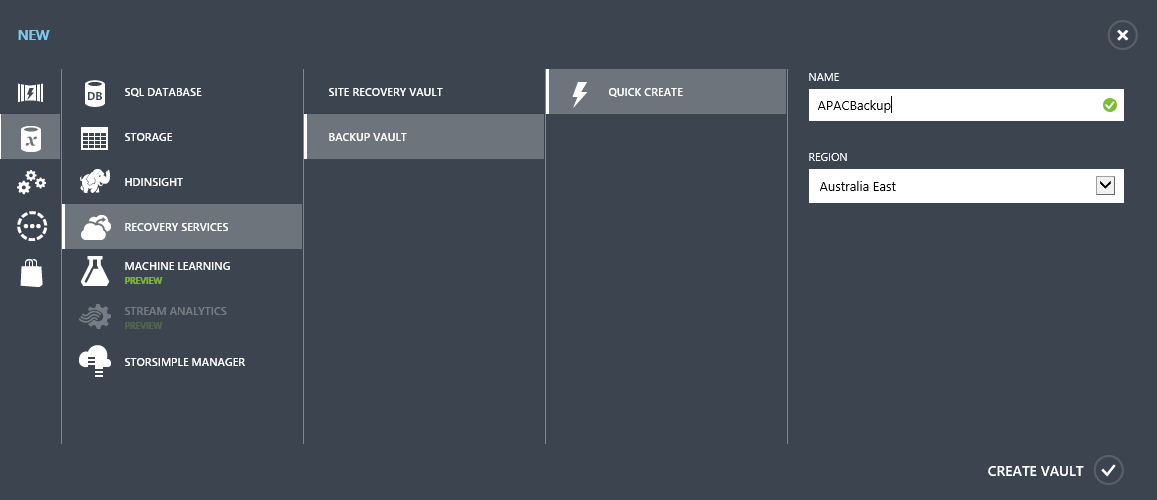 NEW
DB
SQL DATABASE
STORAGE
HDINSIGHT
RECOVERY SERVICES
MACHINE LEARNING
PREVIEW
STREAM ANALYTICS
PREVIEW
STORSIMPLE MANAGER
SITE RECOVERY VAULT
BACKUP VAULT
QUICK CREATE
NAME
APACBackup
REGION
Australia East
CREATE VAULT